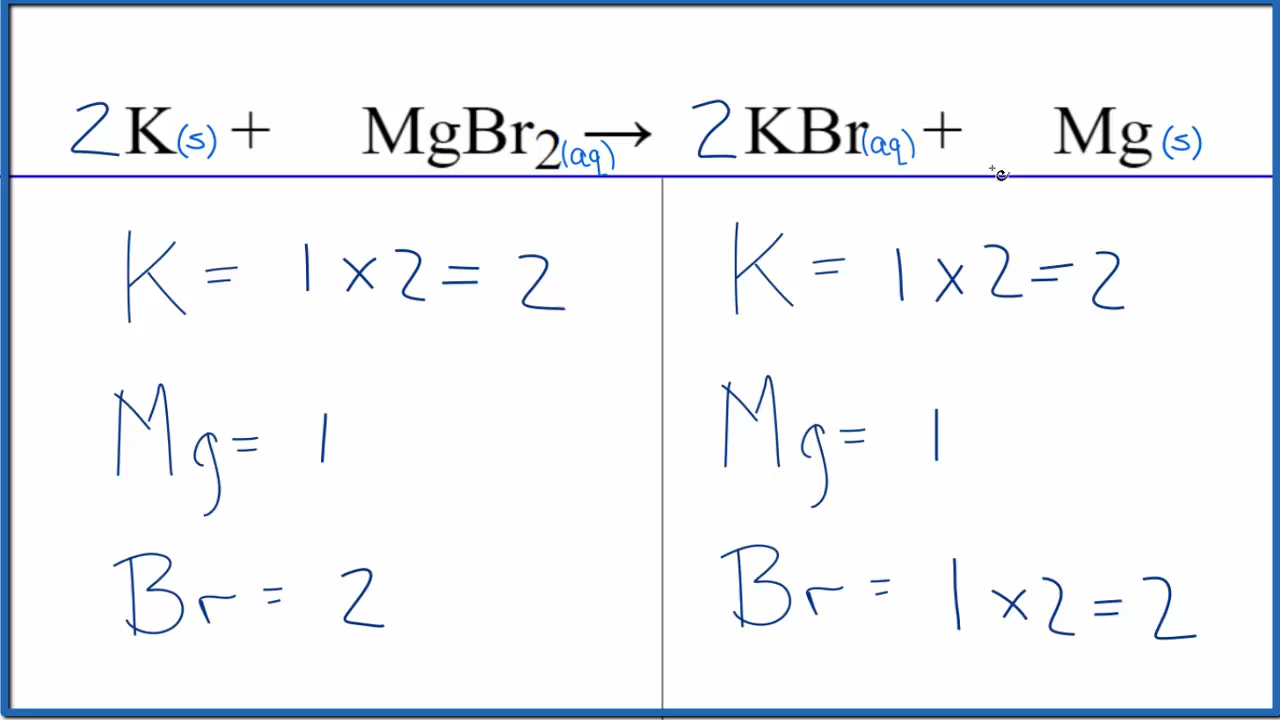 2K(s) + MgBr2(aq) → 2KBr(aq) + Mg(s)
K = 1 x 2 = 2
Mg = 1
Br = 2
K = 1 x 2 = 2
Mg = 1
Br = 1 x 2 = 2